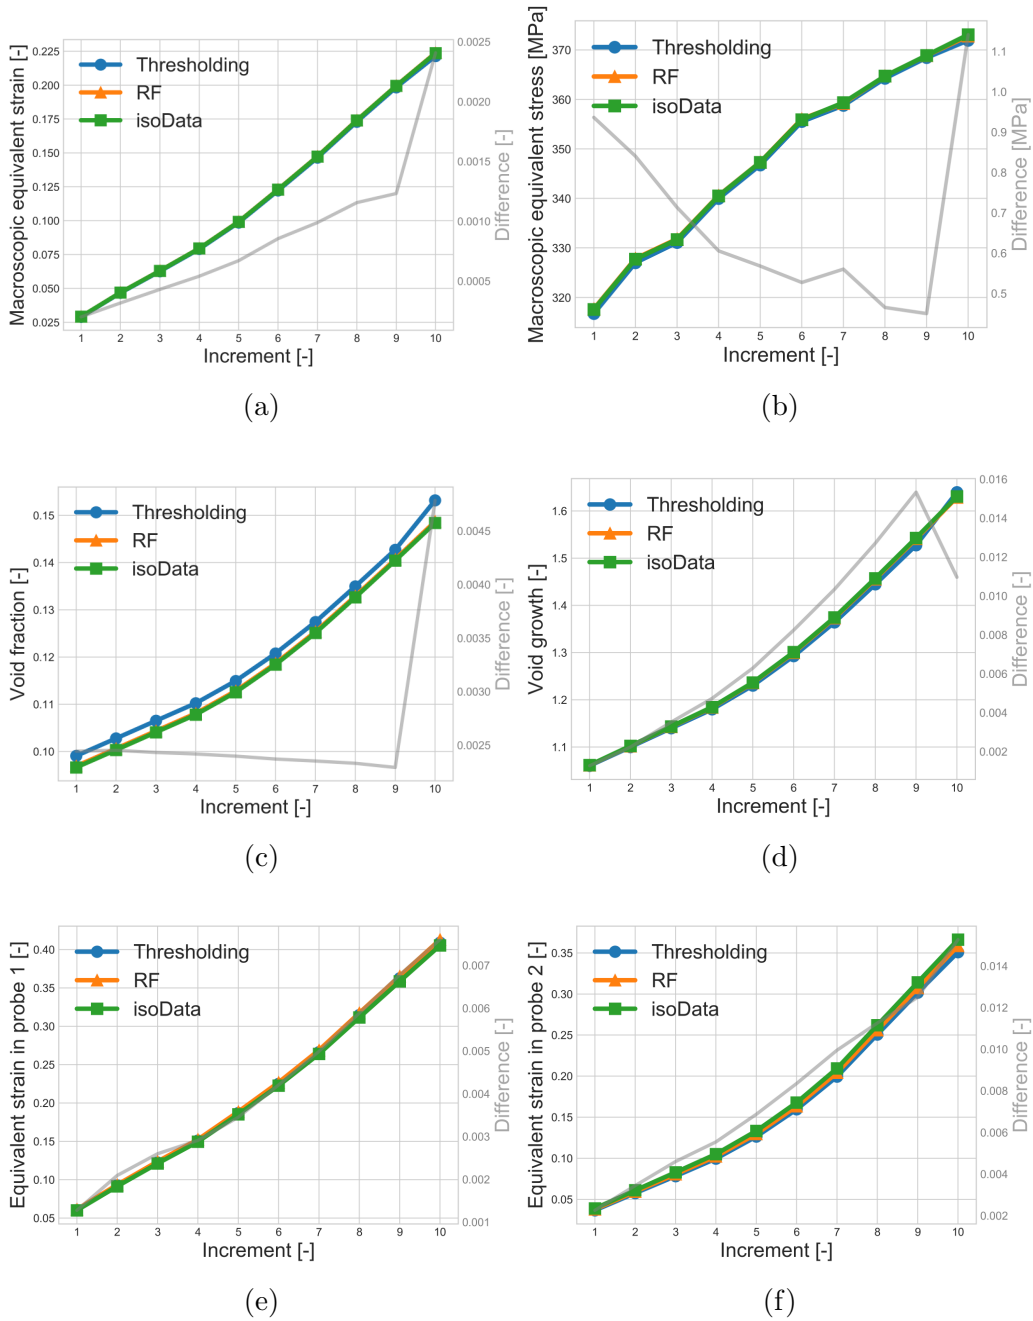 Macroscopic equivalent strain [-]
0.225
0.200
0.175
0.150
0.125
0.100
0.075
0.050
0.025
Thresholding
RF
isoData
0.0025
0.0020
0.0015
0.0010
0.0005
Difference [-]
1 2 3 4 5 6 7 8 9 10
Increment [-]
(a)
Macroscopic equivalent stress [MPa]
370
360
350
340
330
320
Thresholding
RF
isoData
1.1
1.0
0.9
0.8
0.7
0.6
0.5
Difference [MPa]
1 2 3 4 5 6 7 8 9 10
Increment [-]
(b)
Void fraction [-]
0.15
0.14
0.13
0.12
0.11
0.10
Thresholding
RF
isoData
0.0045
0.0040
0.0035
0.0030
0.0025
Difference [-]
1 2 3 4 5 6 7 8 9 10
Increment [-]
(c)
Void growth [-]
1.6
1.5
1.4
1.3
1.2
1.1
Thresholding
RF
isoData
0.016
0.014
0.012
0.010
0.008
0.006
0.004
0.002
Difference [-]
1 2 3 4 5 6 7 8 9 10
Increment [-]
(d)
Equivalent strain in probe 1 [-]
0.40
0.35
0.30
0.25
0.20
0.15
0.10
0.05
Thresholding
RF
isoData
0.007
0.006
0.005
0.004
0.003
0.002
0.001
Difference [-]
1 2 3 4 5 6 7 8 9 10
Increment [-]
(e)
Equivalent strain in probe 2 [-]
0.35
0.30
0.25
0.20
0.15
0.10
0.05
Thresholding
RF
isoData
0.014
0.012
0.010
0.008
0.006
0.004
0.002
Difference [-]
1 2 3 4 5 6 7 8 9 10
Increment [-]
(f)